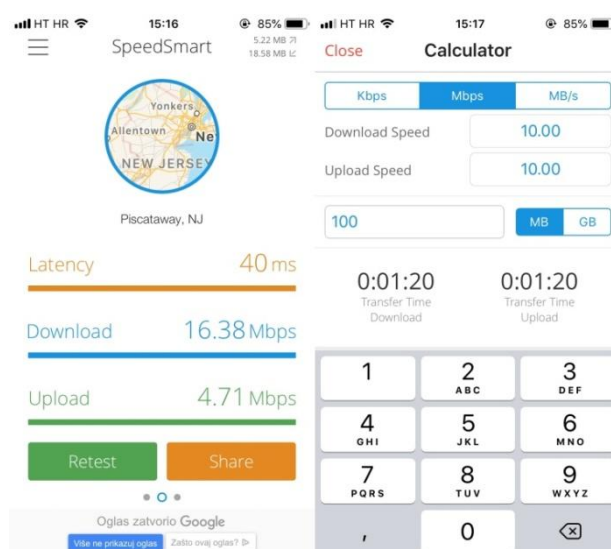 HT HR 15:16 85%
SpeedSmart
5.22 MB
18.58 MB
Yonkers
Allentown
Ne
NEW JERSEY
Piscataway, NJ
Latency 40 ms
Download 16.38 Mbps
Upload 4.71 Mbps
Retest Share
Oglas zatvorio Google
Više ne prikazuj oglas Zašto ovaj oglas?
HT HR 15:17 85%
Close Calculator
Kbps Mbps MB/s
Download Speed 10.00
Upload Speed 10.00
100 MB GB
0:01:20 0:01:20
Transfer Time Transfer Time
Download Upload
1 2 3
ABC DEF
4 5 6
GHI JKL MNO
7 8 9
PQRS TUV WXYZ
, 0